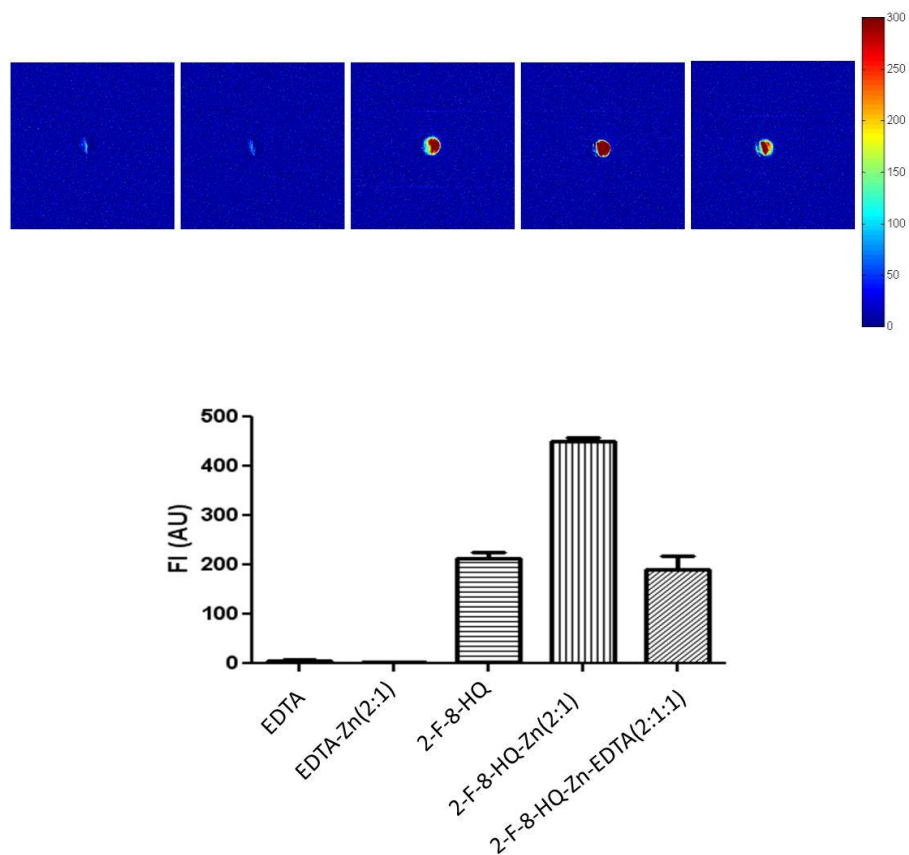 300
250
200
150
100
50
0
500
400
300
200
100
0
FI (AU)
EDTA
EDTA-Zn(2:1)
2-F-8-HQ
2-F-8-HQ-Zn(2:1)
2-F-8-HQ-Zn-EDTA(2:1:1)